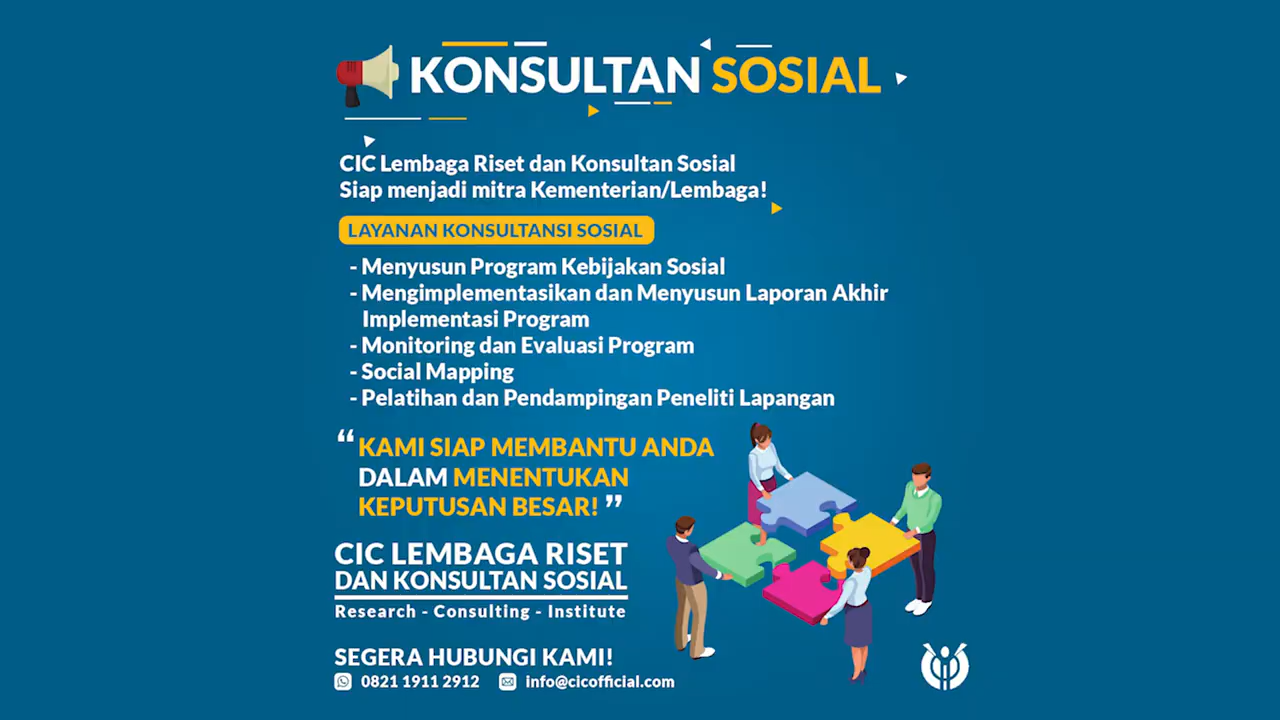 KONSULTAN SOSIAL
CIC Lembaga Riset dan Konsultan Sosial
Siap menjadi mitra Kementerian/Lembaga!
LAYANAN KONSULTANSI SOSIAL
- Menyusun Program Kebijakan Sosial
- Mengimplementasikan dan Menyusun Laporan Akhir
Implementasi Program
- Monitoring dan Evaluasi Program
- Social Mapping
- Pelatihan dan Pendampingan Peneliti Lapangan
“ KAMI SIAP MEMBANTU ANDA
DALAM MENENTUKAN
KEPUTUSAN BESAR! ”
CIC LEMBAGA RISET
DAN KONSULTAN SOSIAL
Research - Consulting - Institute
SEGERA HUBUNGI KAMI!
0821 1911 2912 info@cicofficial.com